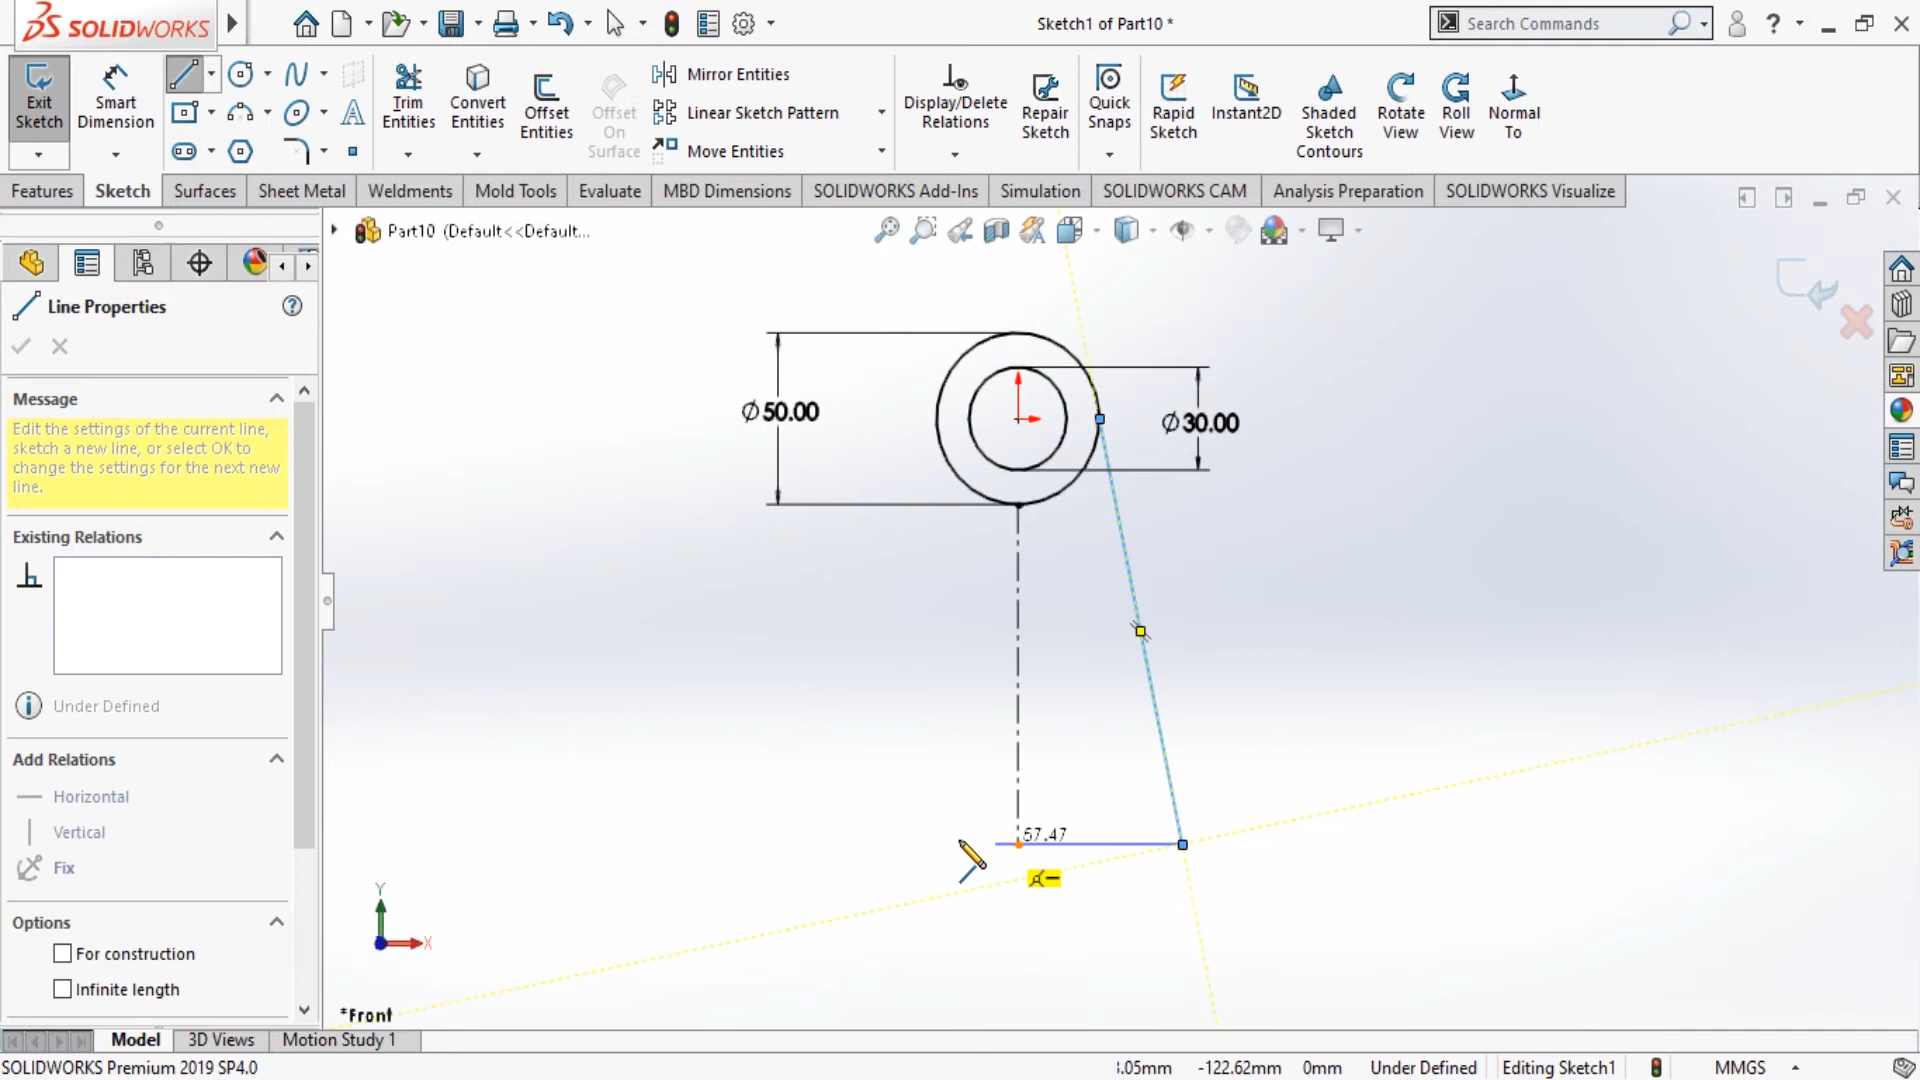 SOLIDWORKS
Sketch1 of Part10 *
Search Commands
?
Exit Sketch
Smart Dimension
Trim Entities
Convert Entities
Offset Entities
Offset On Surface
Mirror Entities
Linear Sketch Pattern
Move Entities
Display/Delete Relations
Repair Sketch
Quick Snaps
Rapid Sketch
Instant2D
Shaded Sketch Contours
Rotate View
Roll View
Normal To
Features
Sketch
Surfaces
Sheet Metal
Weldments
Mold Tools
Evaluate
MBD Dimensions
SOLIDWORKS Add-Ins
Simulation
SOLIDWORKS CAM
Analysis Preparation
SOLIDWORKS Visualize
Part10 (Default<<Default...
Line Properties
?
Message
Edit the settings of the current line,
sketch a new line, or select OK to
change the settings for the next new
line.
Existing Relations
Under Defined
Add Relations
Horizontal
Vertical
Fix
Options
For construction
Infinite length
∅50.00
∅30.00
57.47
Y
X
*Front
Model
3D Views
Motion Study 1
SOLIDWORKS Premium 2019 SP4.0
.05mm
-122.62mm
0mm
Under Defined
Editing Sketch1
MMGS